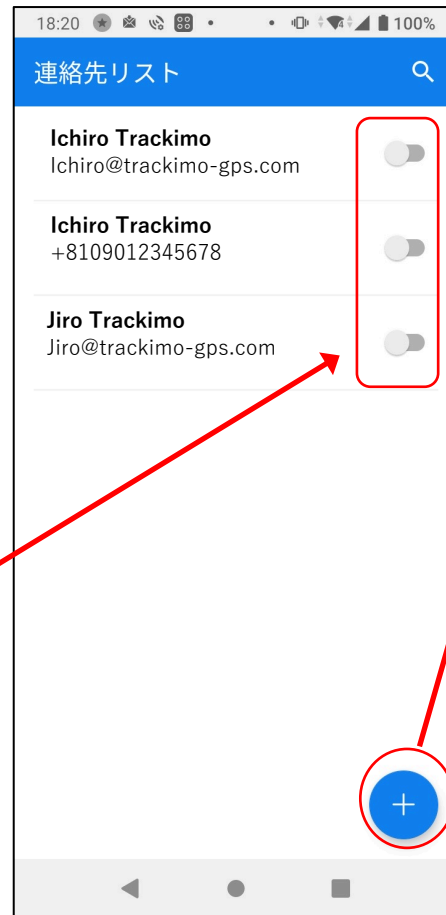 18:20 100%
連絡先リスト
Ichiro Trackimo
Ichiro@trackimo-gps.com
Ichiro Trackimo
+8109012345678
Jiro Trackimo
Jiro@trackimo-gps.com